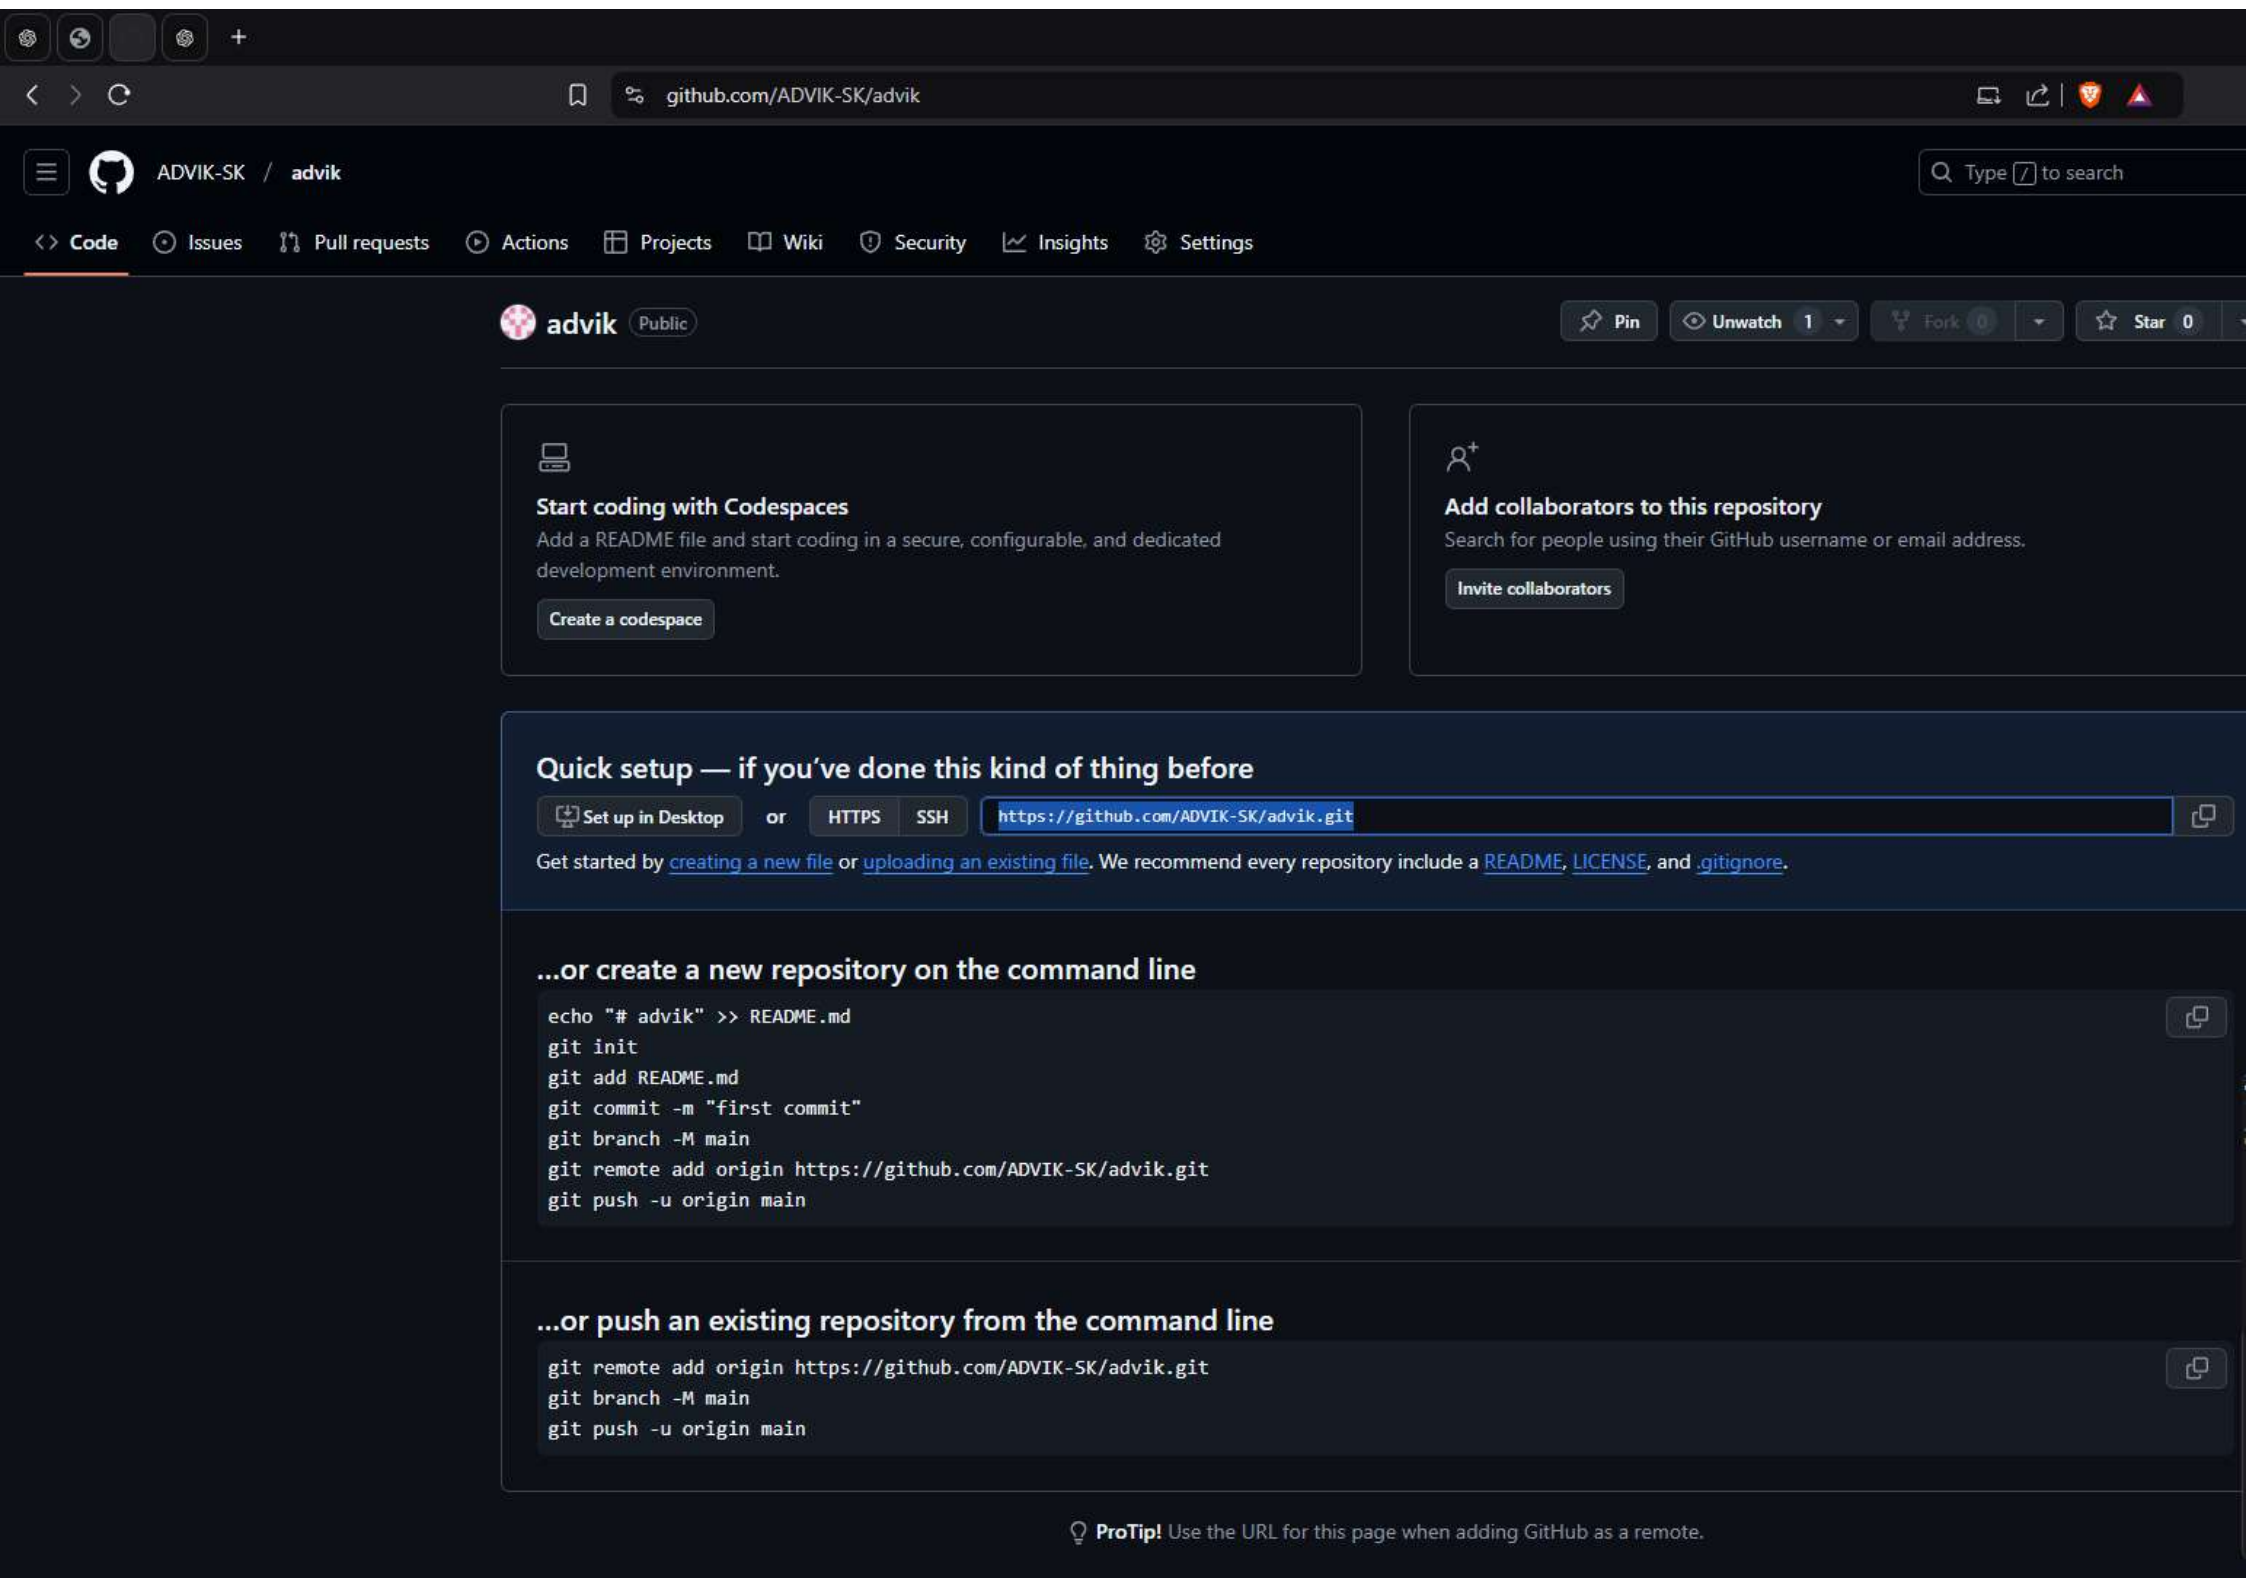 github.com/ADVIK-SK/advik
ADVIK-SK / advik
Type / to search
Code Issues Pull requests Actions Projects Wiki Security Insights Settings
advik Public
Pin Unwatch 1 Fork 0 Star 0
Start coding with Codespaces
Add a README file and start coding in a secure, configurable, and dedicated
development environment.
Create a codespace
Add collaborators to this repository
Search for people using their GitHub username or email address.
Invite collaborators
Quick setup — if you’ve done this kind of thing before
Set up in Desktop or HTTPS SSH https://github.com/ADVIK-SK/advik.git
Get started by creating a new file or uploading an existing file. We recommend every repository include a README, LICENSE, and .gitignore.
…or create a new repository on the command line
echo "# advik" >> README.md
git init
git add README.md
git commit -m "first commit"
git branch -M main
git remote add origin https://github.com/ADVIK-SK/advik.git
git push -u origin main
…or push an existing repository from the command line
git remote add origin https://github.com/ADVIK-SK/advik.git
git branch -M main
git push -u origin main
ProTip! Use the URL for this page when adding GitHub as a remote.